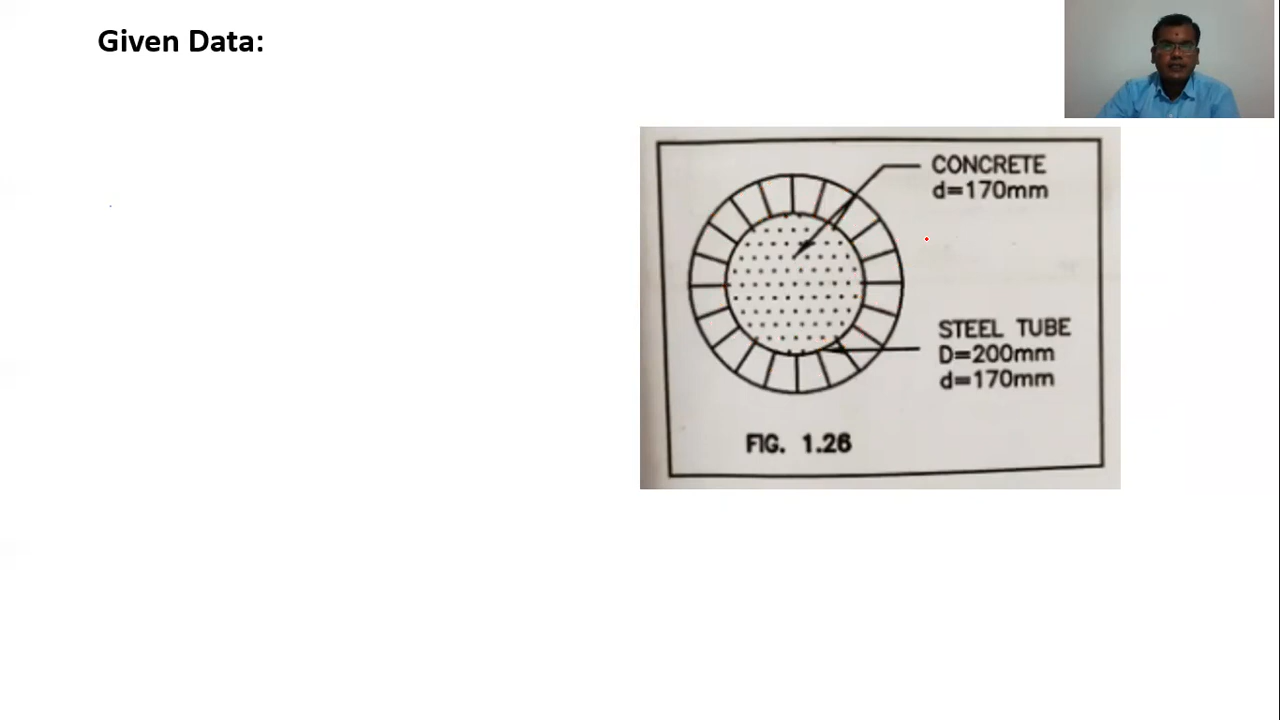 Given Data:
CONCRETE
d=170mm
STEEL TUBE
D=200mm
d=170mm
FIG. 1.26